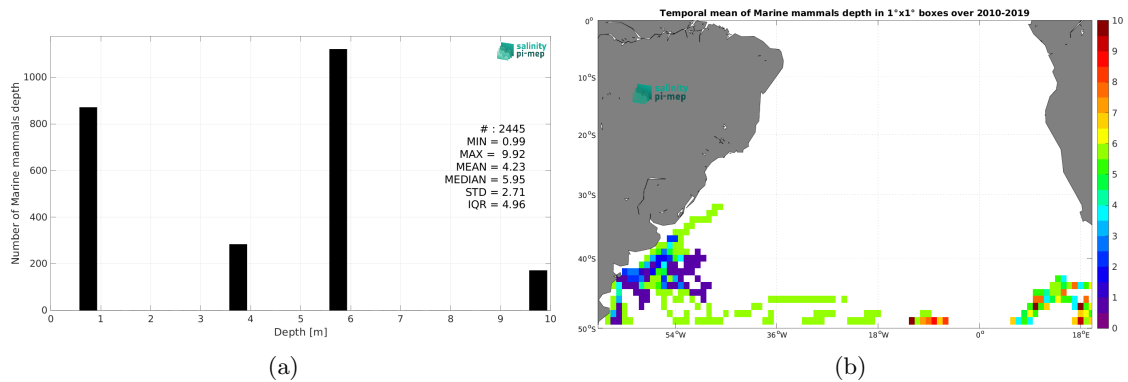 salinity
pi-mep
1000
800
600
400
200
0
Number of Marine mammals depth
# : 2445
MIN = 0.99
MAX = 9.92
MEAN = 4.23
MEDIAN = 5.95
STD = 2.71
IQR = 4.96
0 1 2 3 4 5 6 7 8 9 10
Depth [m]
(a)
Temporal mean of Marine mammals depth in 1°x1° boxes over 2010-2019
salinity
pi-mep
0°
10°S
20°S
30°S
40°S
50°S
54°W 36°W 18°W 0° 18°E
10
9
8
7
6
5
4
3
2
1
0
(b)